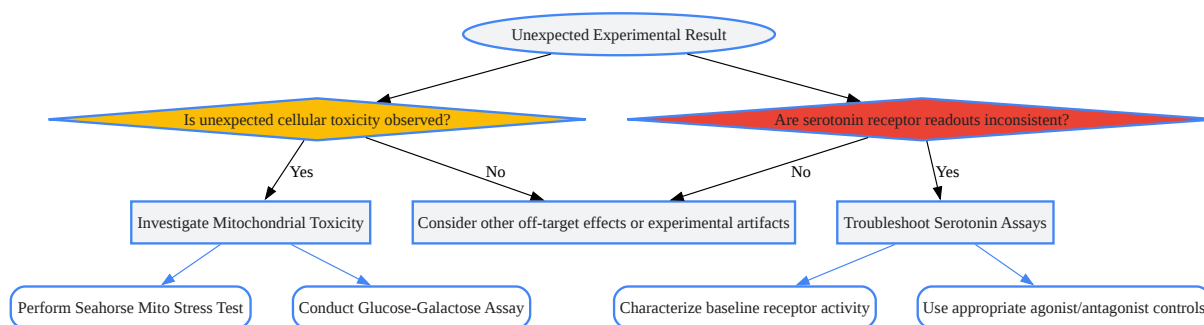 Unexpected Experimental Result
Is unexpected cellular toxicity observed?
Are serotonin receptor readouts inconsistent?
Yes
No
No
Yes
Investigate Mitochondrial Toxicity
Consider other off-target effects or experimental artifacts
Troubleshoot Serotonin Assays
Perform Seahorse Mito Stress Test
Conduct Glucose-Galactose Assay
Characterize baseline receptor activity
Use appropriate agonist/antagonist controls